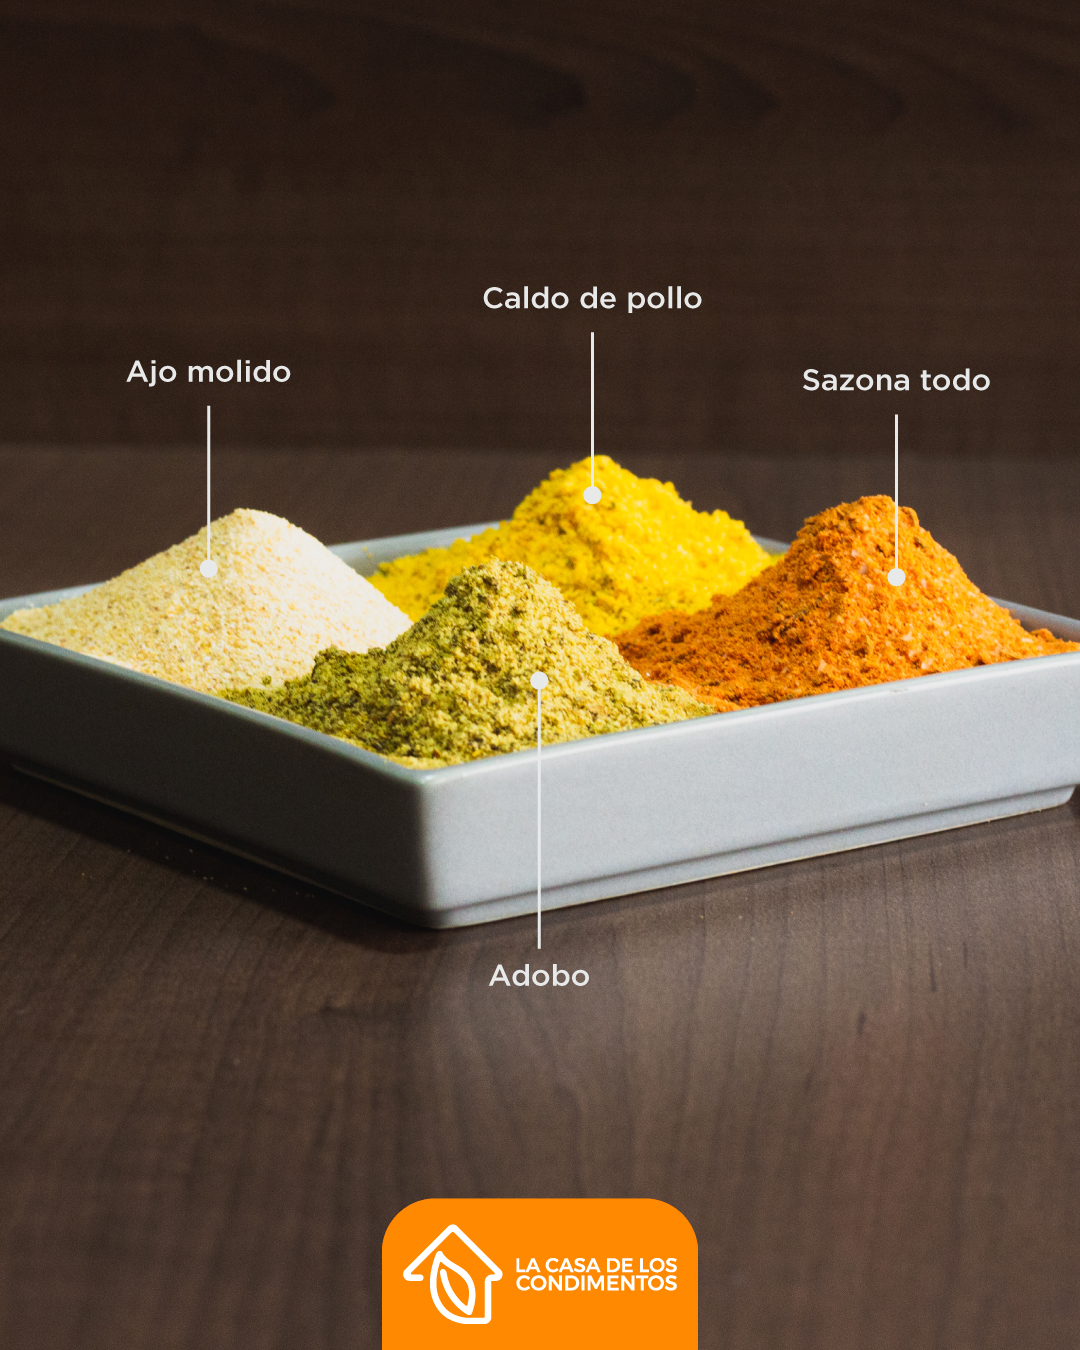 Caldo de pollo
Ajo molido
Sazona todo
Adobo
LA CASA DE LOS
CONDIMENTOS